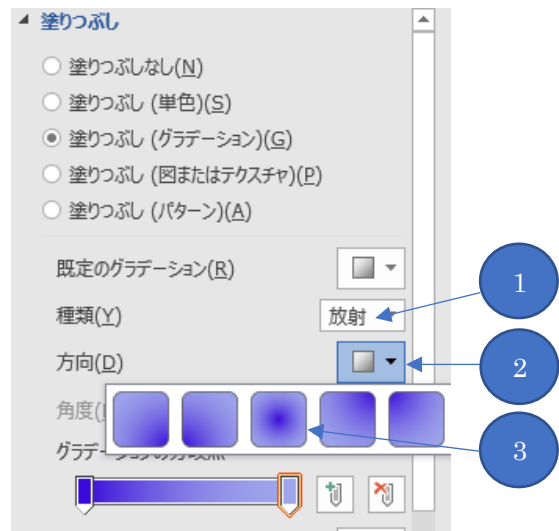 塗りつぶし
塗りつぶしなし(N)
塗りつぶし (単色)(S)
塗りつぶし (グラデーション)(G)
塗りつぶし (図またはテクスチャ)(P)
塗りつぶし (パターン)(A)
既定のグラデーション(R)
種類(Y) 放射
1
方向(D)
2
角度(
3